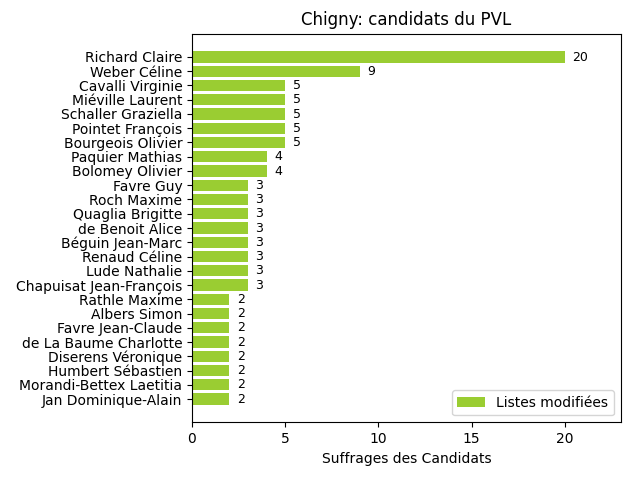 Chigny: candidats du PVL
Richard Claire 20
Weber Céline 9
Cavalli Virginie 5
Miéville Laurent 5
Schaller Graziella 5
Pointet François 5
Bourgeois Olivier 5
Paquier Mathias 4
Bolomey Olivier 4
Favre Guy 3
Roch Maxime 3
Quaglia Brigitte 3
de Benoit Alice 3
Béguin Jean-Marc 3
Renaud Céline 3
Lude Nathalie 3
Chapuisat Jean-François 3
Rathle Maxime 2
Albers Simon 2
Favre Jean-Claude 2
de La Baume Charlotte 2
Diserens Véronique 2
Humbert Sébastien 2
Morandi-Bettex Laetitia 2
Jan Dominique-Alain 2
Listes modifiées
0 5 10 15 20
Suffrages des Candidats